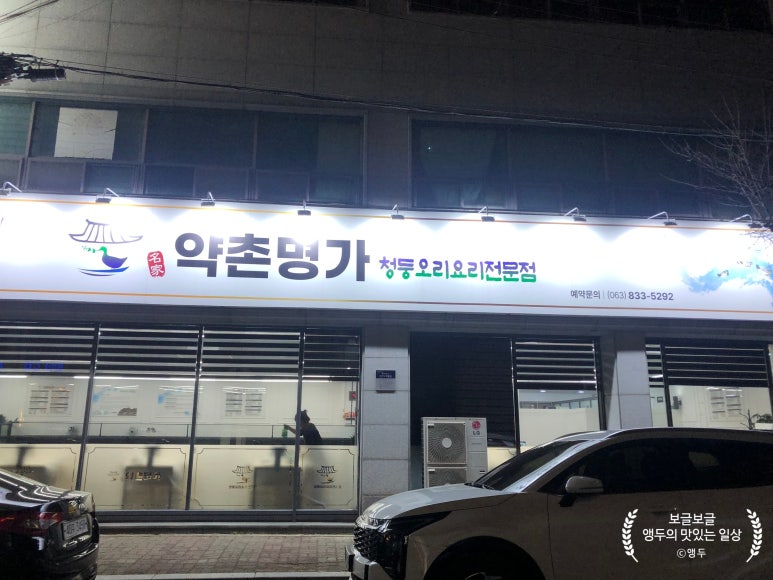 名家
약촌명가 청둥오리요리전문점
예약문의 | (063) 833-5292
LG
보글보글
앵두의 맛있는 일상
©앵두